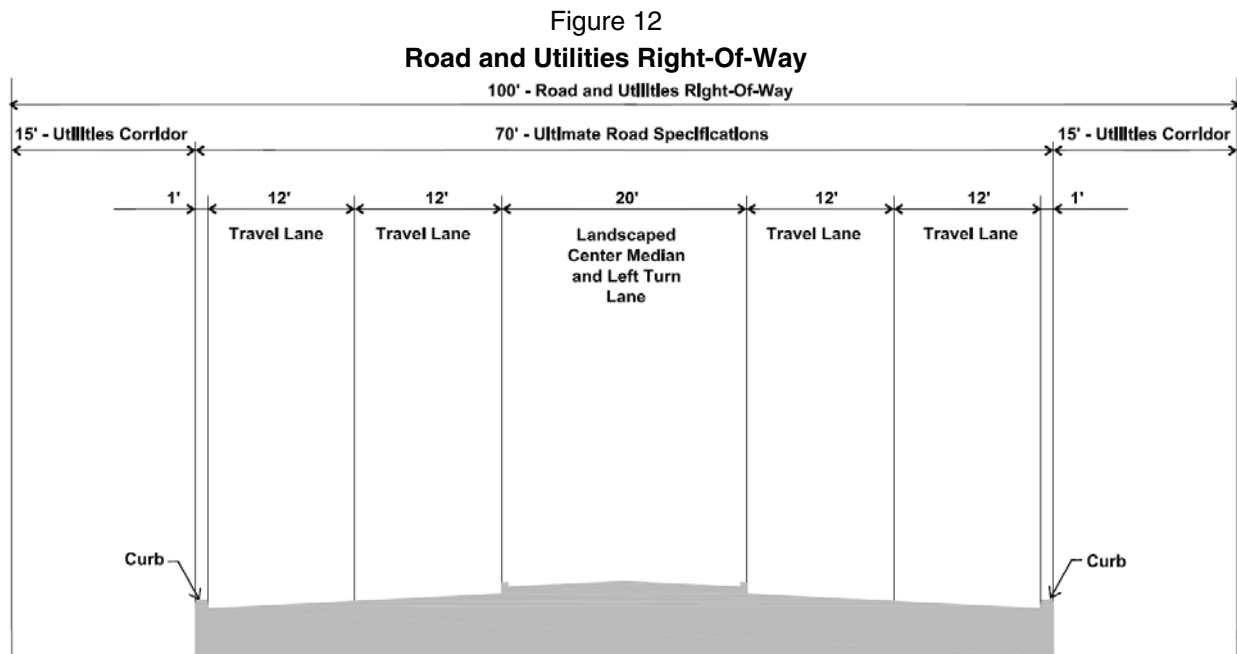 Figure 12
Road and Utilities Right-Of-Way
100' - Road and Utilities Right-Of-Way
15' - Utilities Corridor
70' - Ultimate Road Specifications
15' - Utilities Corridor
1'
12'
12'
20'
12'
12'
1'
Travel Lane
Travel Lane
Landscaped
Center Median
and Left Turn
Lane
Travel Lane
Travel Lane
Curb
Curb